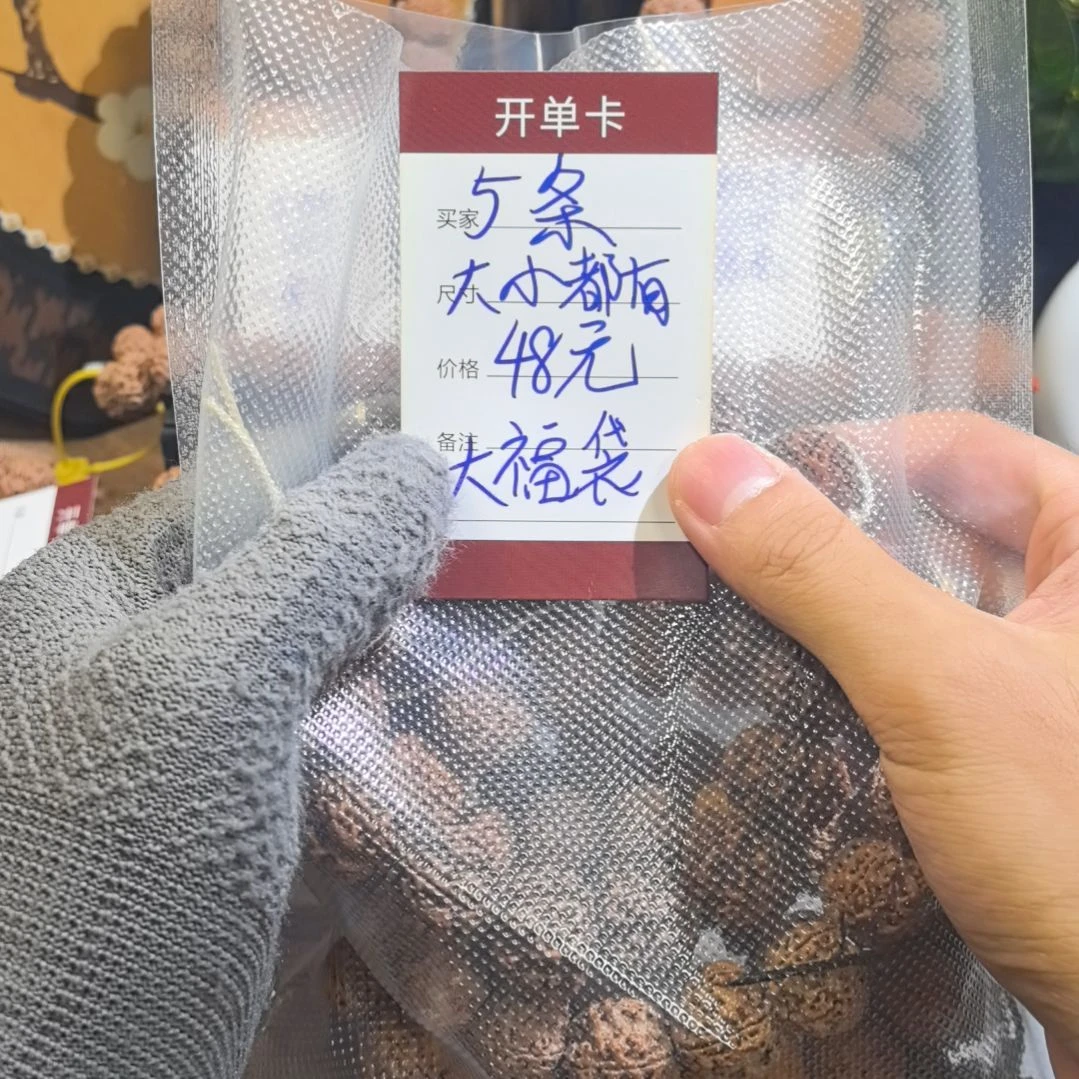 开单卡
买家 5条
尺寸 大小都有
价格 48元
备注 大福袋